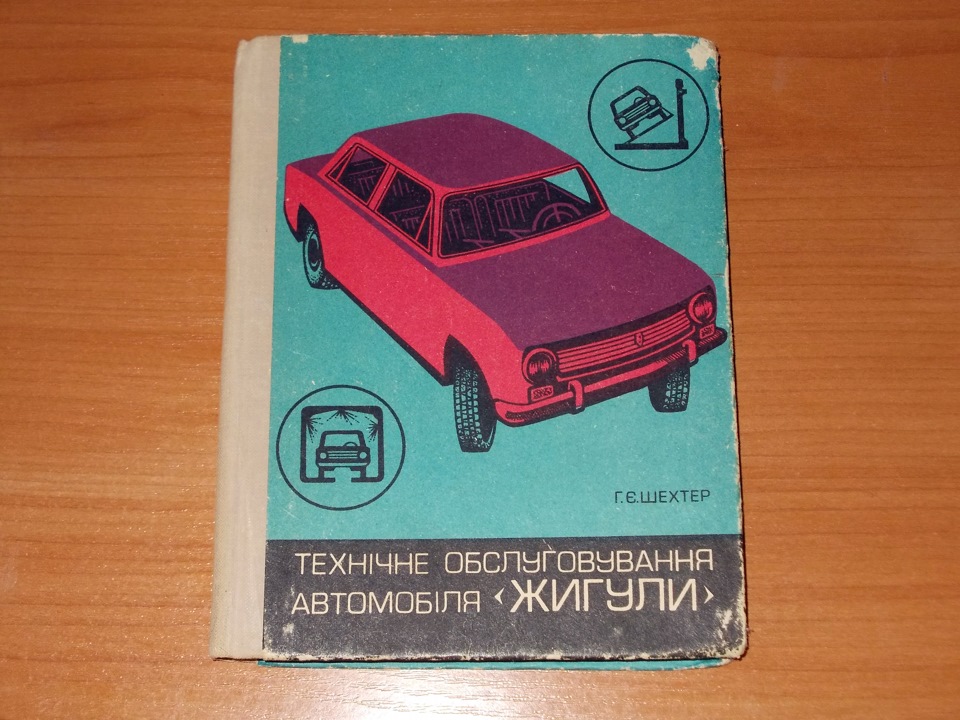 Г.Є.ШЕХТЕР
ТЕХНІЧНЕ ОБСЛУГОВУВАННЯ
АВТОМОБІЛЯ ‹ЖИГУЛИ›